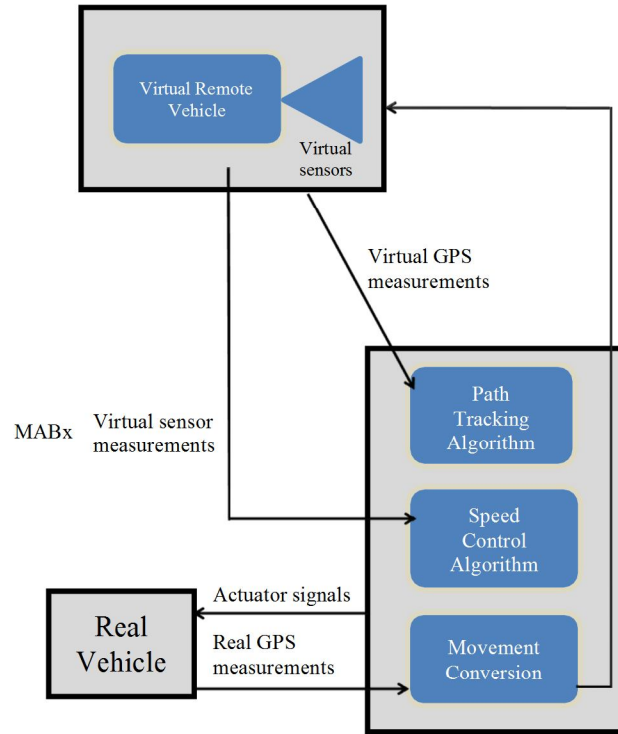 Virtual Remote
Vehicle
Virtual
sensors
Virtual GPS
measurements
Path
Tracking
Algorithm
MABx
Virtual sensor
measurements
Speed
Control
Algorithm
Actuator signals
Real
Vehicle
Real GPS
measurements
Movement
Conversion